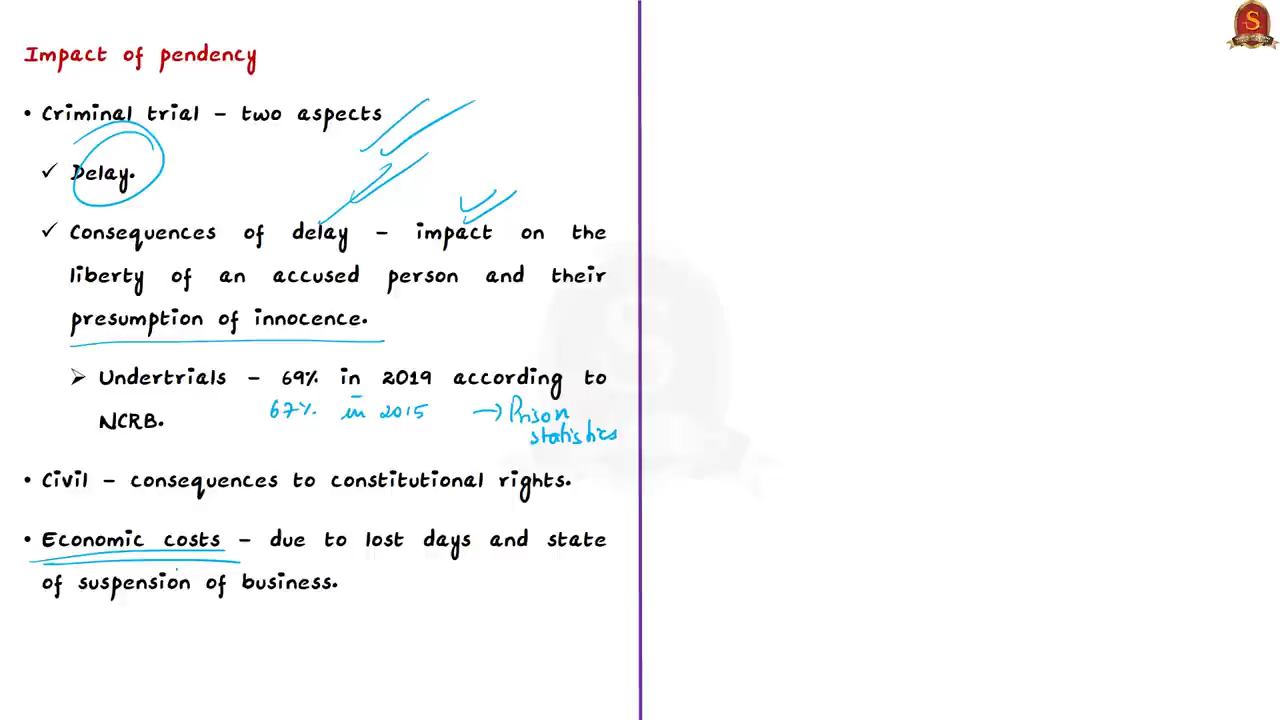 Impact of pendency
• Criminal trial – two aspects
✓ Delay.
✓ Consequences of delay – impact on the
liberty of an accused person and their
presumption of innocence.
➢ Undertrials – 69% in 2019 according to
NCRB.
67% in 2015 → Prison
statistics
• Civil – consequences to constitutional rights.
• Economic costs – due to lost days and state
of suspension of business.
S